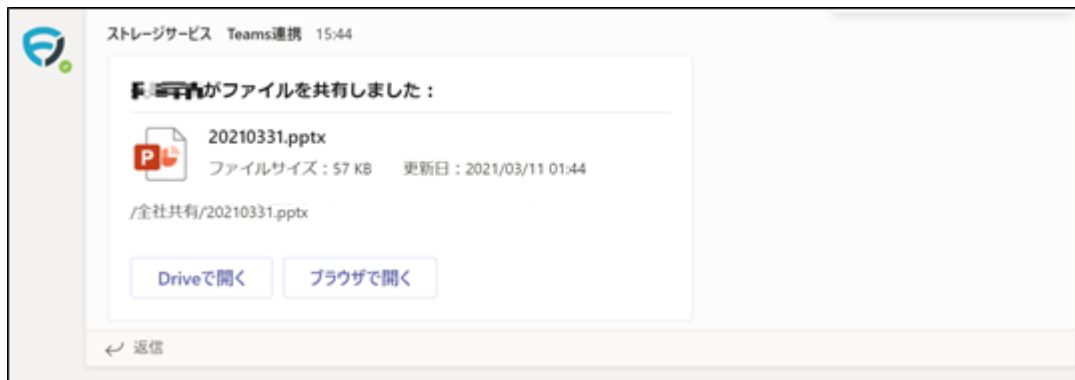 ストレージサービス Teams連携 15:44
がファイルを共有しました：
20210331.pptx
ファイルサイズ：57 KB 更新日：2021/03/11 01:44
/全社共有/20210331.pptx
Driveで開く ブラウザで開く
返信